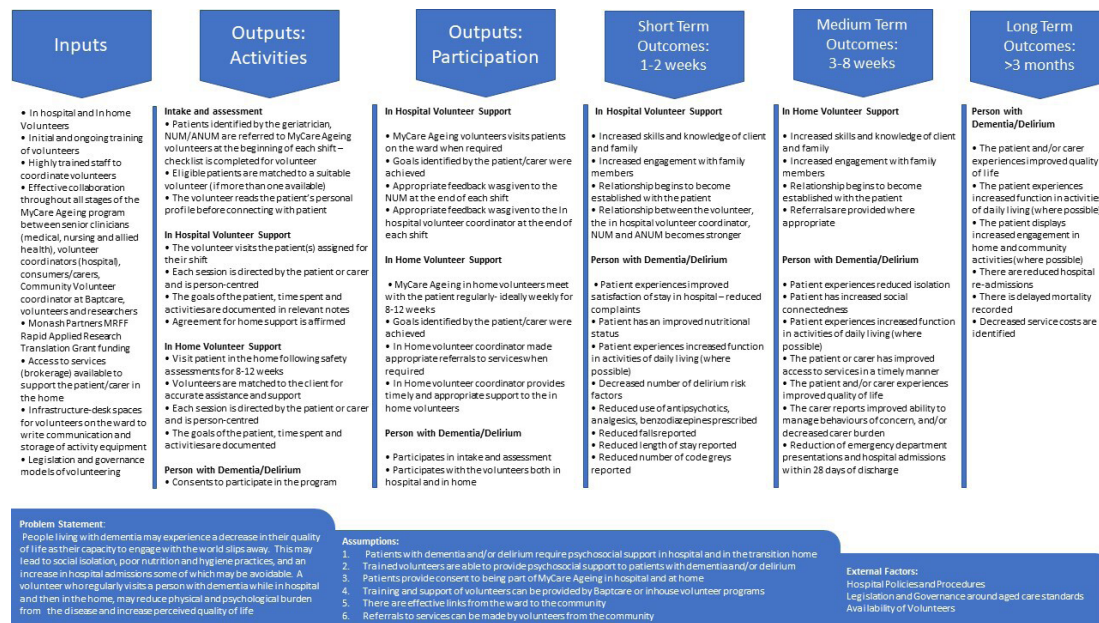 Inputs
Outputs:
Activities
Outputs:
Participation
Short Term
Outcomes:
1-2 weeks
Medium Term
Outcomes:
3-8 weeks
Long Term
Outcomes:
>3 months
• In hospital and In home
Volunteers
• Initial and ongoing training
of volunteers
• Highly trained staff to
coordinate volunteers
• Effective collaboration
throughout all stages of the
MyCare Ageing program
between senior clinicians
(medical, nursing and allied
health), volunteer
coordinators (hospital),
consumers/carers,
Community Volunteer
coordinator at Baptcare,
volunteers and researchers
• Monash Partners MRFF
Rapid Applied Research
Translation Grant funding
• Access to services
(brokerage) available to
support the patient/carer in
the home
• Infrastructure-desk spaces
for volunteers on the ward to
write communication and
storage of activity equipment
• Legislation and governance
models of volunteering
Intake and assessment
• Patients identified by the geriatrician,
NUM/ANUM are referred to MyCare Ageing
volunteers at the beginning of each shift –
checklist is completed for volunteer
• Eligible patients are matched to a suitable
volunteer (if more than one available)
• The volunteer reads the patient's personal
profile before connecting with patient
In Hospital Volunteer Support
• The volunteer visits the patient(s) assigned for
their shift
• Each session is directed by the patient or carer
and is person-centred
• The goals of the patient, time spent and
activities are documented in relevant notes
• Agreement for home support is affirmed
In Home Volunteer Support
• Visit patient in the home following safety
assessments for 8-12 weeks
• Volunteers are matched to the client for
accurate assistance and support
• Each session is directed by the patient or carer
and is person-centred
• The goals of the patient, time spent and
activities are documented
Person with Dementia/Delirium
• Consents to participate in the program
In Hospital Volunteer Support
• MyCare Ageing volunteers visits patients
on the ward when required
• Goals identified by the patient/carer were
achieved
• Appropriate feedback was given to the
NUM at the end of each shift
• Appropriate feedback was given to the In
hospital volunteer coordinator at the end of
each shift
In Home Volunteer Support
• MyCare Ageing in home volunteers meet
with the patient regularly- ideally weekly for
8-12 weeks
• Goals identified by the patient/carer were
achieved
• In Home volunteer coordinator made
appropriate referrals to services when
required
• In Home volunteer coordinator provides
timely and appropriate support to the in
home volunteers
Person with Dementia/Delirium
• Participates in intake and assessment
• Participates with the volunteers both in
hospital and in home
In Hospital Volunteer Support
• Increased skills and knowledge of client
and family
• Increased engagement with family
members
• Relationship begins to become
established with the patient
• Relationship between the volunteer,
the in hospital volunteer coordinator,
NUM and ANUM becomes stronger
Person with Dementia/Delirium
• Patient experiences improved
satisfaction of stay in hospital – reduced
complaints
• Patient has an improved nutritional
status
• Patient experiences increased function
in activities of daily living (where
possible)
• Decreased number of delirium risk
factors
• Reduced use of antipsychotics,
analgesics, benzodiazepines prescribed
• Reduced falls reported
• Reduced length of stay reported
• Reduced number of code greys
reported
In Home Volunteer Support
• Increased skills and knowledge of client
and family
• Increased engagement with family
members
• Relationship begins to become
established with the patient
• Referrals are provided where
appropriate
Person with Dementia/Delirium
• Patient experiences reduced isolation
• Patient has increased social
connectedness
• Patient experiences increased function
in activities of daily living (where
possible)
• The patient or carer has improved
access to services in a timely manner
• The patient and/or carer experiences
improved quality of life
• The carer reports improved ability to
manage behaviours of concern, and/or
decreased carer burden
• Reduction of emergency department
presentations and hospital admissions
within 28 days of discharge
Person with
Dementia/Delirium
• The patient and/or carer
experiences improved quality
of life
• The patient experiences
increased function in activities
of daily living (where possible)
• The patient displays
increased engagement in
home and community
activities (where possible)
• There are reduced hospital
re-admissions
• There is delayed mortality
recorded
• Decreased service costs are
identified
Problem Statement:
People living with dementia may experience a decrease in their quality
of life as their capacity to engage with the world slips away. This may
lead to social isolation, poor nutrition and hygiene practices, and an
increase in hospital admissions some of which may be avoidable. A
volunteer who regularly visits a person with dementia while in hospital
and then in the home, may reduce physical and psychological burden
from the disease and increase perceived quality of life
Assumptions:
1. Patients with dementia and/or delirium require psychosocial support in hospital and in the transition home
2. Trained volunteers are able to provide psychosocial support to patients with dementia and/or delirium
3. Patients provide consent to being part of MyCare Ageing in hospital and at home
4. Training and support of volunteers can be provided by Baptcare or inhouse volunteer programs
5. There are effective links from the ward to the community
6. Referrals to services can be made by volunteers from the community
External Factors:
Hospital Policies and Procedures
Legislation and Governance around aged care standards
Availability of Volunteers